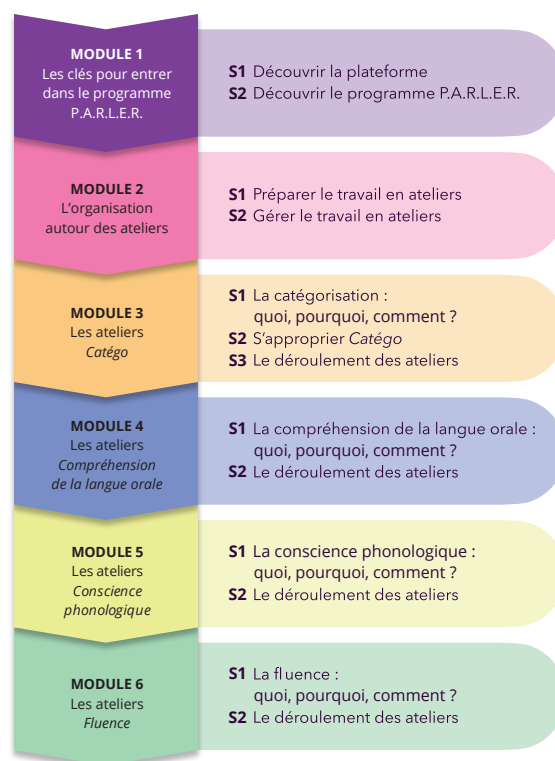 MODULE 1
Les clés pour entrer
dans le programme
P.A.R.L.E.R.
S1 Découvrir la plateforme
S2 Découvrir le programme P.A.R.L.E.R.
MODULE 2
L'organisation
autour des ateliers
S1 Préparer le travail en ateliers
S2 Gérer le travail en ateliers
MODULE 3
Les ateliers
Catégo
S1 La catégorisation :
quoi, pourquoi, comment ?
S2 S'approprier Catégo
S3 Le déroulement des ateliers
MODULE 4
Les ateliers
Compréhension
de la langue orale
S1 La compréhension de la langue orale :
quoi, pourquoi, comment ?
S2 Le déroulement des ateliers
MODULE 5
Les ateliers
Conscience
phonologique
S1 La conscience phonologique :
quoi, pourquoi, comment ?
S2 Le déroulement des ateliers
MODULE 6
Les ateliers
Fluence
S1 La fluence :
quoi, pourquoi, comment ?
S2 Le déroulement des ateliers